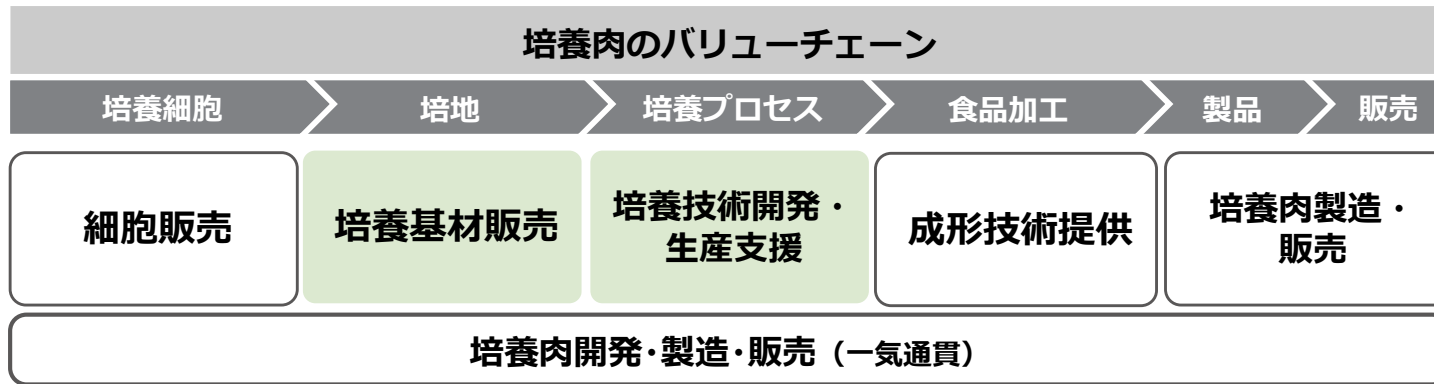 培養肉のバリューチェーン
培養細胞
培地
培養プロセス
食品加工
製品
販売
細胞販売
培養基材販売
培養技術開発・
生産支援
成形技術提供
培養肉製造・
販売
培養肉開発・製造・販売（一気通貫）